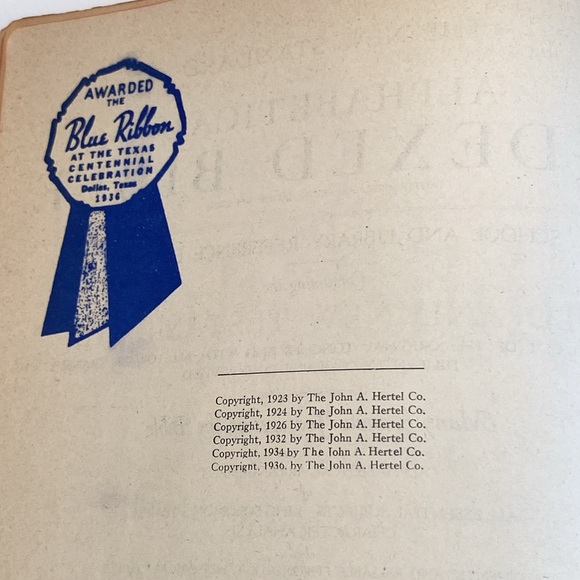 AWARDED
THE
Blue Ribbon
AT THE TEXAS
CENTENNIAL
CELEBRATION
Dallas, Texas
1936
Copyright, 1923 by The John A. Hertel Co.
Copyright, 1924 by The John A. Hertel Co.
Copyright, 1926 by The John A. Hertel Co.
Copyright, 1932 by The John A. Hertel Co.
Copyright, 1934 by The John A. Hertel Co.
Copyright, 1936. by The John A. Hertel Co.